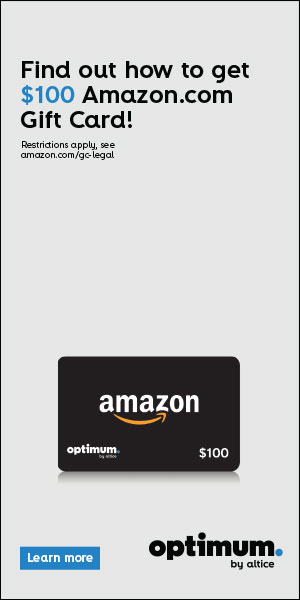 Find out how to get
$100 Amazon.com
Gift Card!
Restrictions apply, see
amazon.com/gc-legal
amazon
optimum.
by altice
$100
Learn more
optimum.
by altice